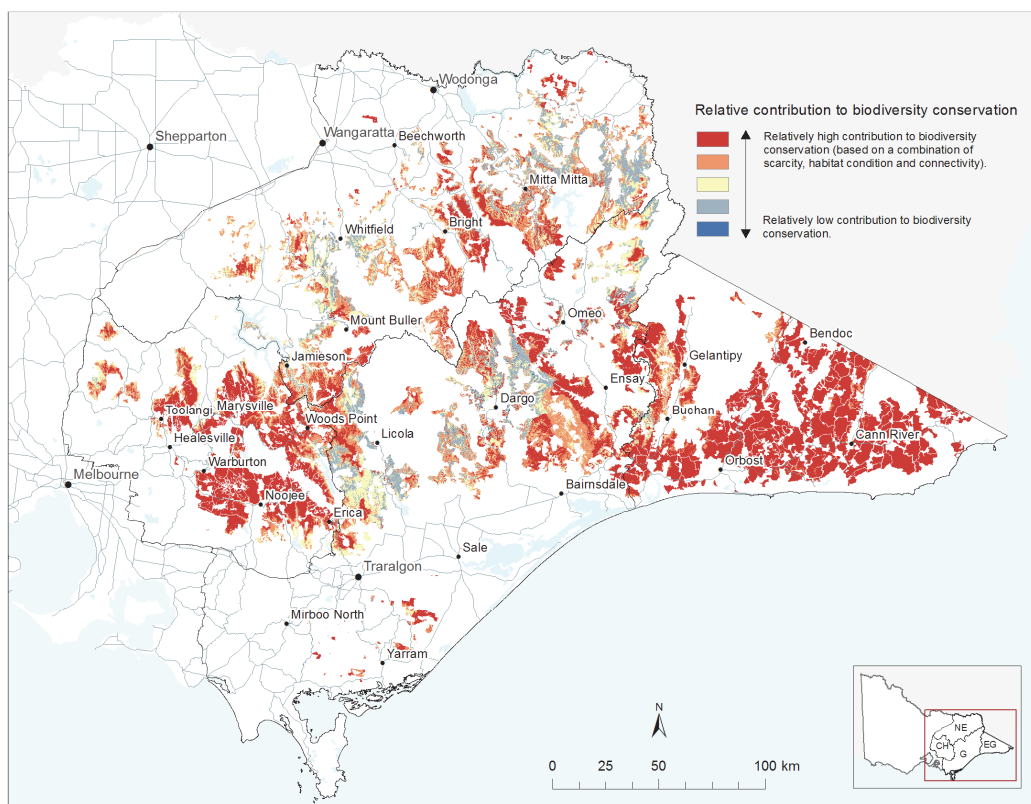 Wodonga
Shepparton
Wangaratta
Beechworth
Mitta Mitta
Whitfield
Bright
Mount Buller
Omeo
Bendoc
Jamieson
Gelantipy
Ensay
Toolangi
Marysville
Dargo
Buchan
Woods Point
Healesville
Licola
Cann River
Warburton
Orbost
Melbourne
Bairnsdale
Noojee
Erica
Sale
Traralgon
Mirboo North
Yarram
Relative contribution to biodiversity conservation
Relatively high contribution to biodiversity
conservation (based on a combination of
scarcity, habitat condition and connectivity).
Relatively low contribution to biodiversity
conservation.
N
0 25 50 100 km
NE
CH
G
EG